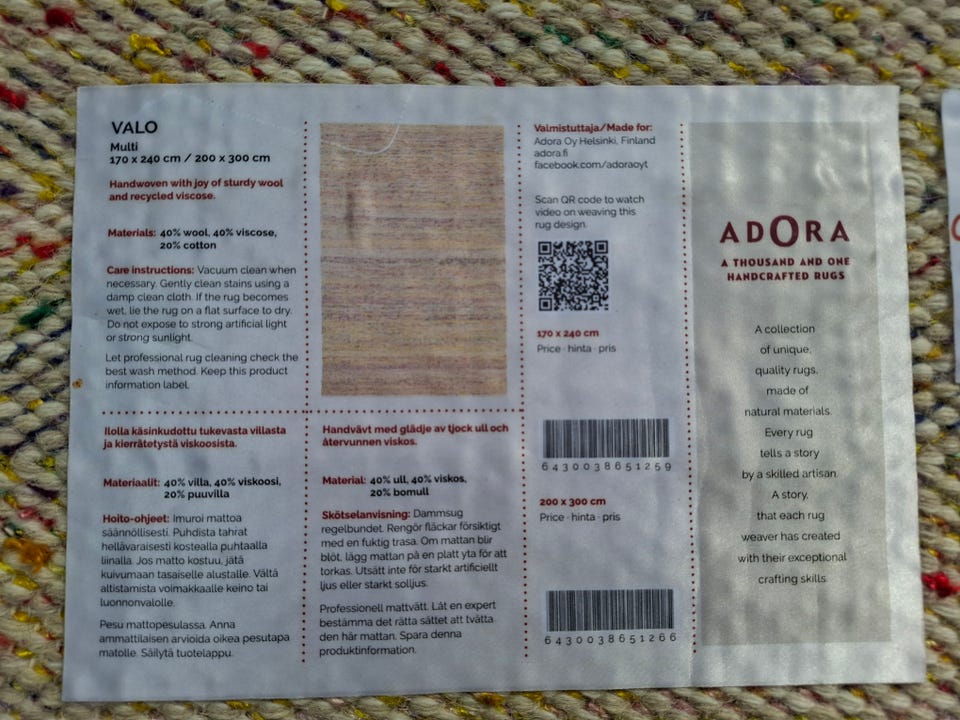 VALO
Multi
170 x 240 cm / 200 x 300 cm
Handwoven with joy of sturdy wool
and recycled viscose.
Materials: 40% wool, 40% viscose,
20% cotton
Care instructions: Vacuum clean when
necessary. Gently clean stains using a
damp clean cloth. If the rug becomes
wet, lie the rug on a flat surface to dry.
Do not expose to strong artificial light
or strong sunlight.
Let professional rug cleaning check the
best wash method. Keep this product
information label.
Ilolla käsinkudottu tukevasta villasta
ja kierrätetystä viskoosista.
Materiaalit: 40% villa, 40% viskoosi,
20% puuvilla
Hoito-ohjeet: Imuroi mattoa
säännöllisesti. Puhdista tahrat
hellävaraisesti kostealla puhtaalla
liinalla. Jos matto kostuu, jätä
kuivumaan tasaiselle alustalle. Vältä
altistamista voimakkaalle keino tai
luonnonvalolle.
Pesu mattopesulassa. Anna
ammattilaisen arvioida oikea pesutapa
matolle. Säilytä tuotelappu.
Handvävt med glädje av tjock ull och
återvunnen viskos.
Material: 40% ull, 40% viskos,
20% bomull
Skötselanvisning: Dammsug
regelbundet. Rengör fläckar försiktigt
med en fuktig trasa. Om mattan blir
blöt, lägg mattan på en platt yta för att
torkas. Utsätt inte för starkt artificiellt
ljus eller starkt solljus.
Professionell mattvätt. Låt en expert
bestämma det rätta sättet att tvätta
den här mattan. Spara denna
produktinformation.
Valmistuttaja/Made for:
Adora Oy Helsinki, Finland
adora.fi
facebook.com/adoraoyt
Scan QR code to watch
video on weaving this
rug design.
170 x 240 cm
Price · hinta · pris
6430038651259
200 x 300 cm
Price · hinta · pris
6430038651266
ADORA
A THOUSAND AND ONE
HANDCRAFTED RUGS
A collection
of unique,
quality rugs,
made of
natural materials.
Every rug
tells a story
by a skilled artisan.
A story,
that each rug
weaver has created
with their exceptional
crafting skills.